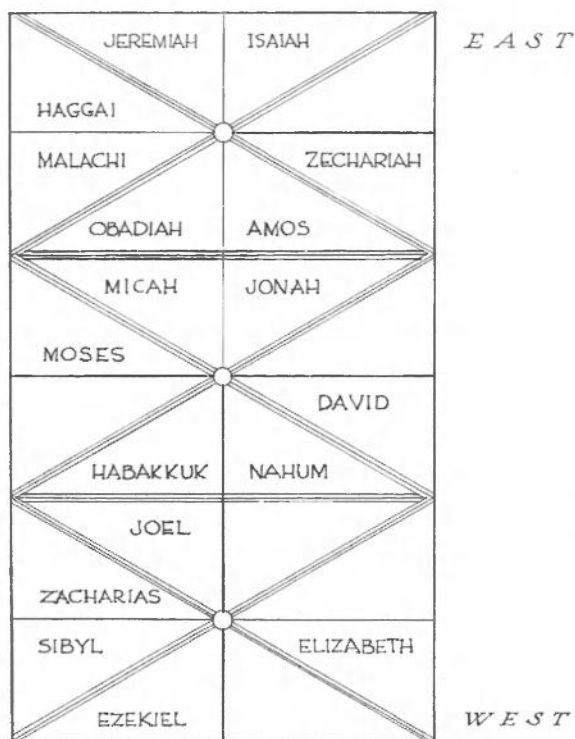 JEREMIAH ISAIAH EAST
HAGGAI
MALACHI ZECHARIAH
OBADIAH AMOS
MICAH JONAH
MOSES
DAVID
HABAKKUK NAHUM
JOEL
ZACHARIAS
SIBYL ELIZABETH
EZEKIEL WEST